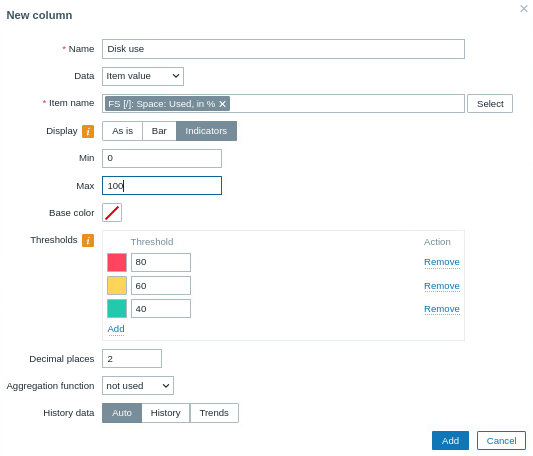 New column
* Name Disk use
Data Item value
* Item name FS [/]: Space: Used, in % Select
Display i As is Bar Indicators
Min 0
Max 100
Base color
Thresholds i Threshold Action
80 Remove
60 Remove
40 Remove
Add
Decimal places 2
Aggregation function not used
History data Auto History Trends
Add Cancel